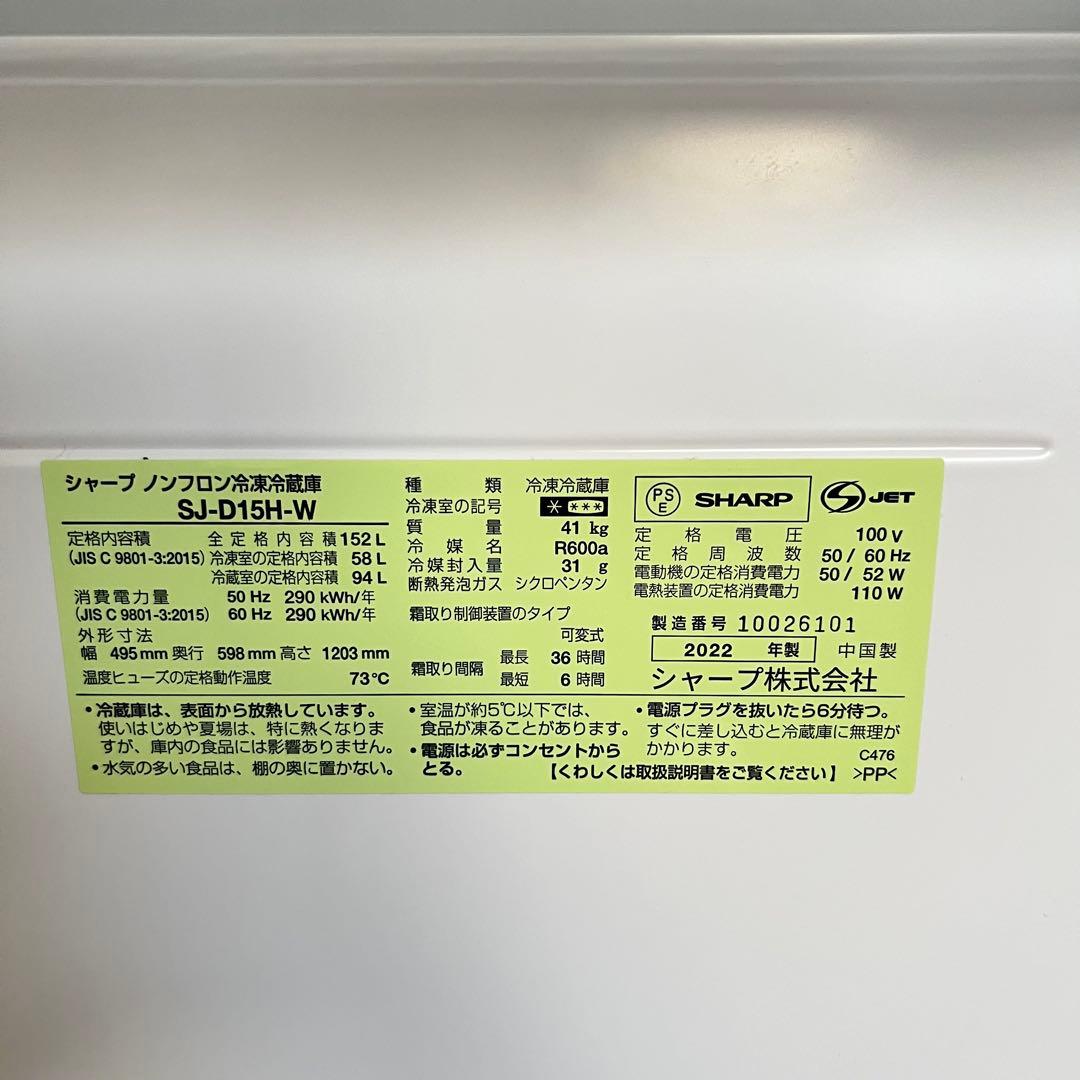 シャープ ノンフロン冷凍冷蔵庫
SJ-D15H-W
定格内容積 全定格内容積 152 L
(JIS C 9801-3:2015) 冷凍室の定格内容積 58 L
冷蔵室の定格内容積 94 L
消費電力量 50 Hz 290 kWh/年
(JIS C 9801-3:2015) 60 Hz 290 kWh/年
外形寸法
幅 495 mm 奥行 598 mm 高さ 1203 mm
温度ヒューズの定格動作温度 73℃
種類 冷凍冷蔵庫
冷凍室の記号 * ***
質量 41 kg
冷媒名 R600a
冷媒封入量 31 g
断熱発泡ガス シクロペンタン
霜取り制御装置のタイプ
可変式
霜取り間隔 最長 36 時間
最短 6 時間
PS E SHARP S JET
定格電圧 100 V
定格周波数 50 / 60 Hz
電動機の定格消費電力 50 / 52 W
電熱装置の定格消費電力 110 W
製造番号 10026101
2022 年製 中国製
シャープ株式会社
・冷蔵庫は、表面から放熱しています。
使いはじめや夏場は、特に熱くなりま
すが、庫内の食品には影響ありません。
・水気の多い食品は、棚の奥に置かない。
・室温が約5℃以下では、
食品が凍ることがあります。
・電源は必ずコンセントから
とる。
・電源プラグを抜いたら6分待つ。
すぐに差し込むと冷蔵庫に無理が
かかります。 C476
【くわしくは取扱説明書をご覧ください】 >PP<